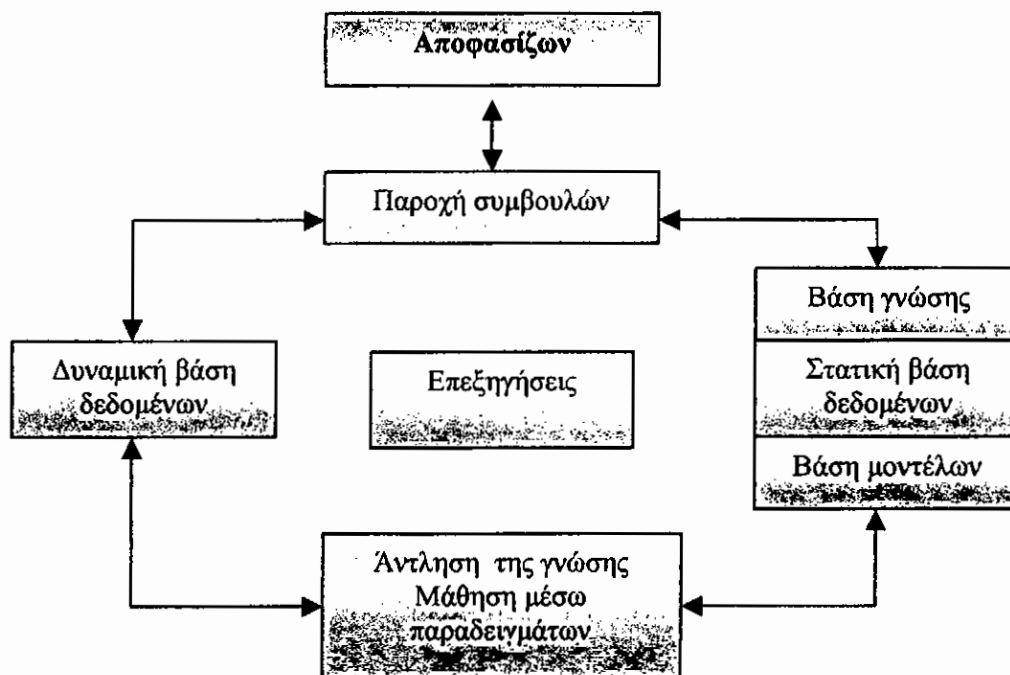 Αποφασίζων
Παροχή συμβουλών
Βάση γνώσης
Δυναμική βάση
δεδομένων
Επεξηγήσεις
Στατική βάση
δεδομένων
Βάση μοντέλων
Άντληση της γνώσης
Μάθηση μέσω
παραδειγμάτων